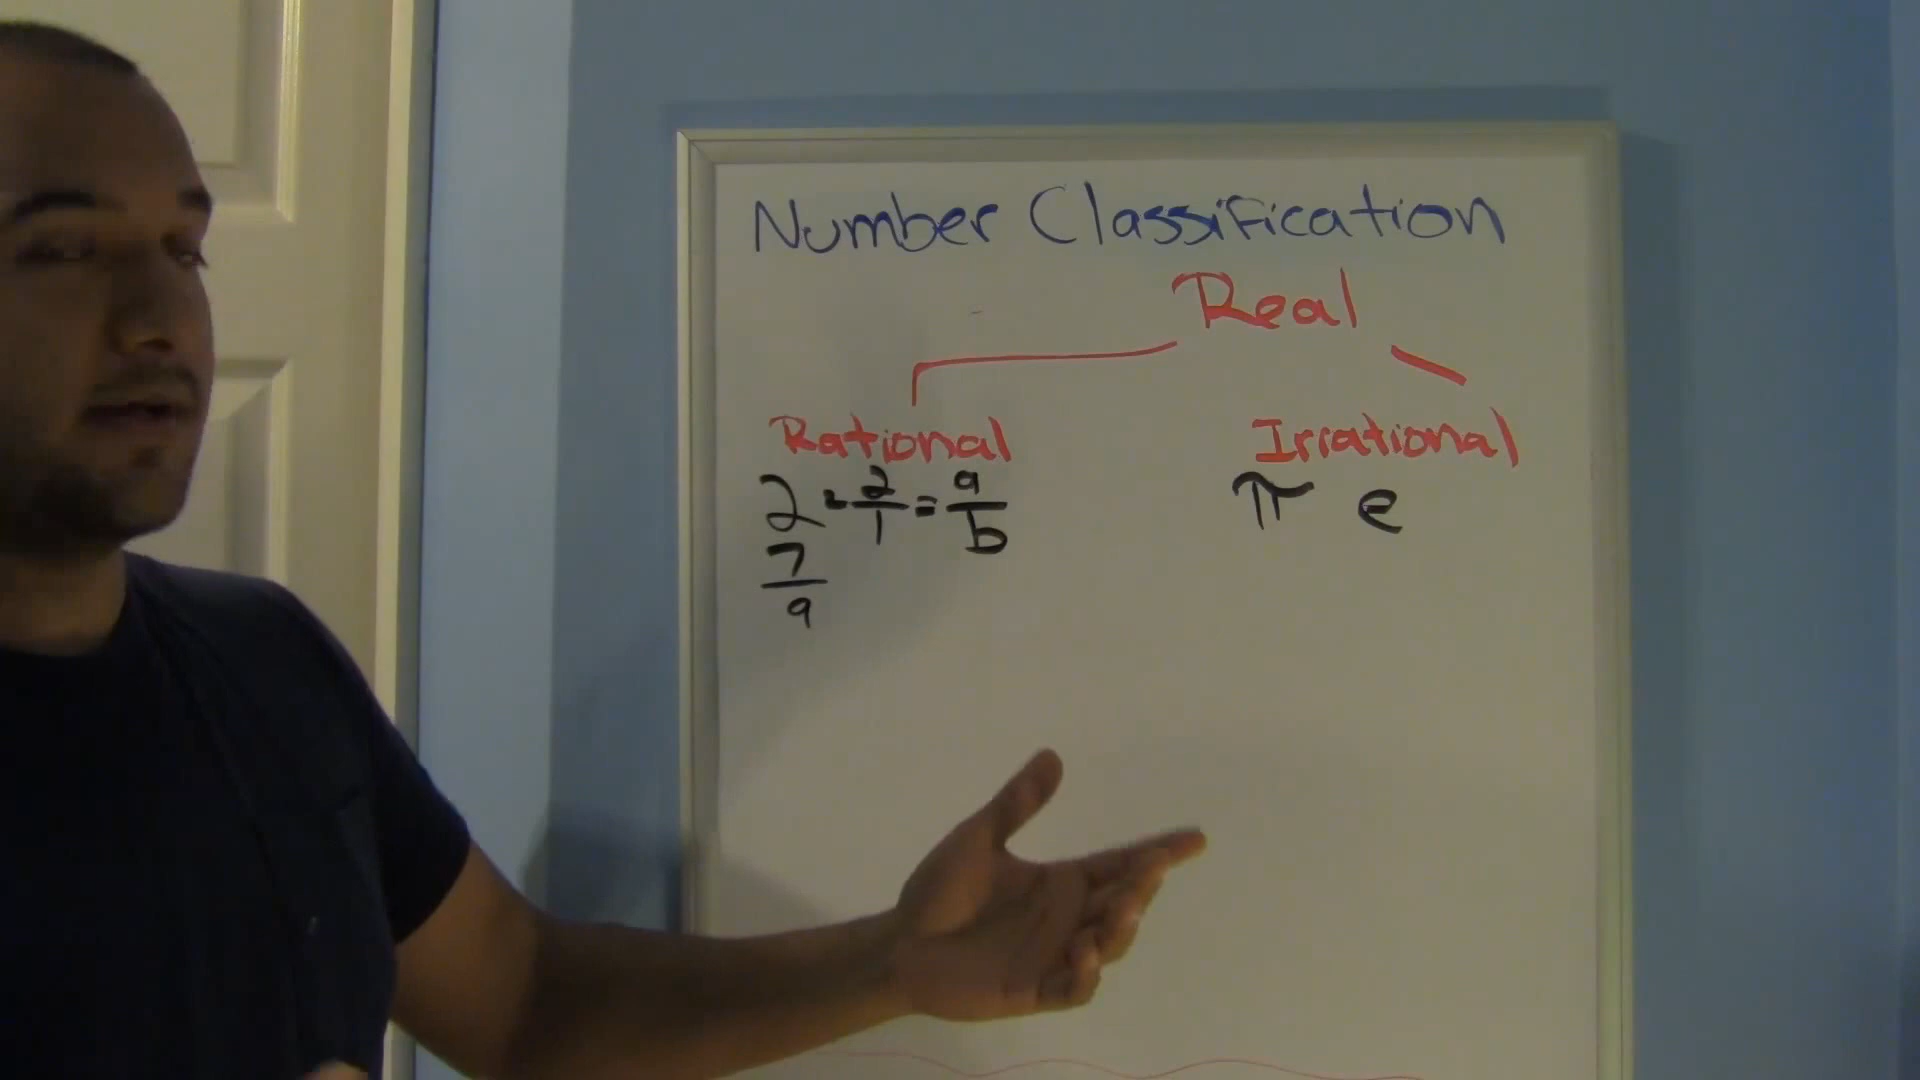 Number Classification
Real
Rational Irrational
2 = 2/1 = a/b π e
7/9